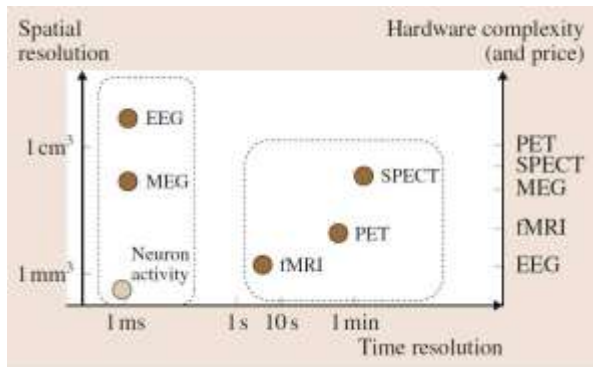 Spatial
resolution
Hardware complexity
(and price)
EEG
1 cm³
PET
SPECT
SPECT
MEG
MEG
PET
fMRI
Neuron
activity
fMRI
EEG
1 mm³
1 ms
1 s
10 s
1 min
Time resolution